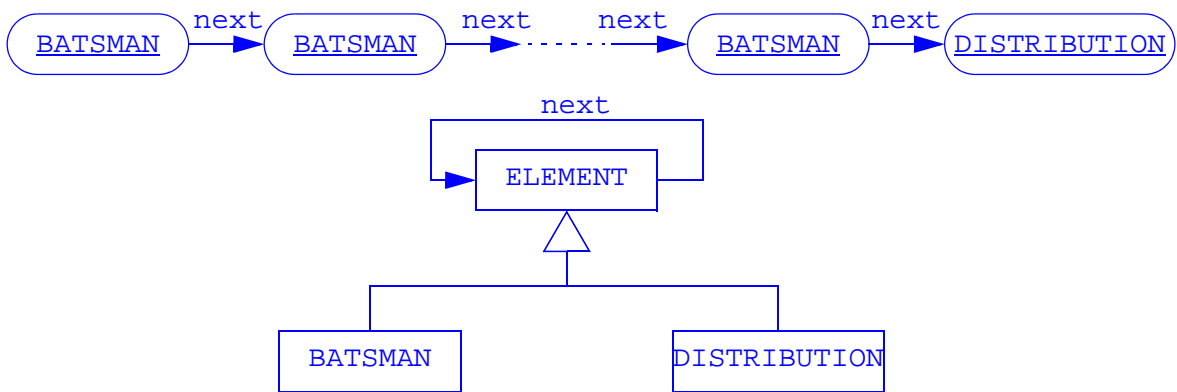 next next next next
BATSMAN BATSMAN BATSMAN DISTRIBUTION
next
ELEMENT
BATSMAN DISTRIBUTION